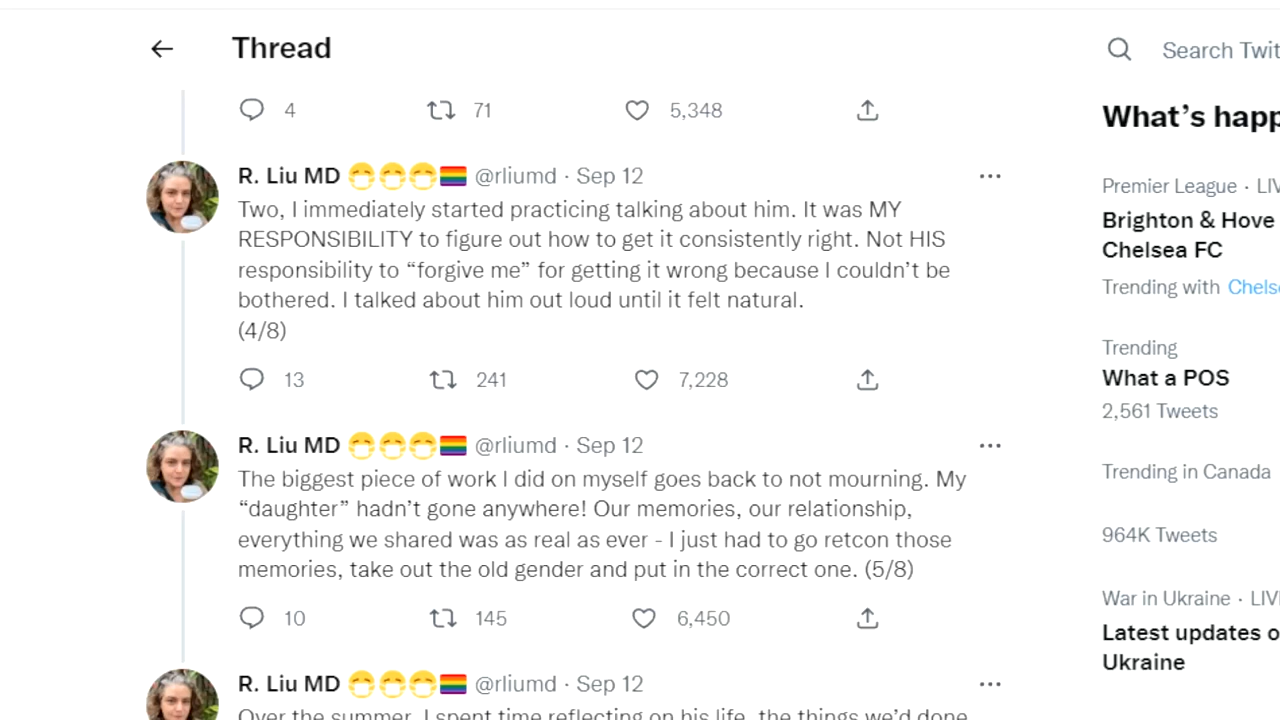 Thread
4 71 5,348
R. Liu MD 😷😷😷🏳️‍🌈 @rliumd · Sep 12
Two, I immediately started practicing talking about him. It was MY
RESPONSIBILITY to figure out how to get it consistently right. Not HIS
responsibility to “forgive me” for getting it wrong because I couldn’t be
bothered. I talked about him out loud until it felt natural.
(4/8)
13 241 7,228
R. Liu MD 😷😷😷🏳️‍🌈 @rliumd · Sep 12
The biggest piece of work I did on myself goes back to not mourning. My
“daughter” hadn’t gone anywhere! Our memories, our relationship,
everything we shared was as real as ever - I just had to go retcon those
memories, take out the old gender and put in the correct one. (5/8)
10 145 6,450
R. Liu MD 😷😷😷🏳️‍🌈 @rliumd · Sep 12
Over the summer, I spent time reflecting on his life, the things we’d done
Search Twit
What’s happ
Premier League · LIV
Brighton & Hove
Chelsea FC
Trending with Chels
Trending
What a POS
2,561 Tweets
Trending in Canada
964K Tweets
War in Ukraine · LIV
Latest updates o
Ukraine